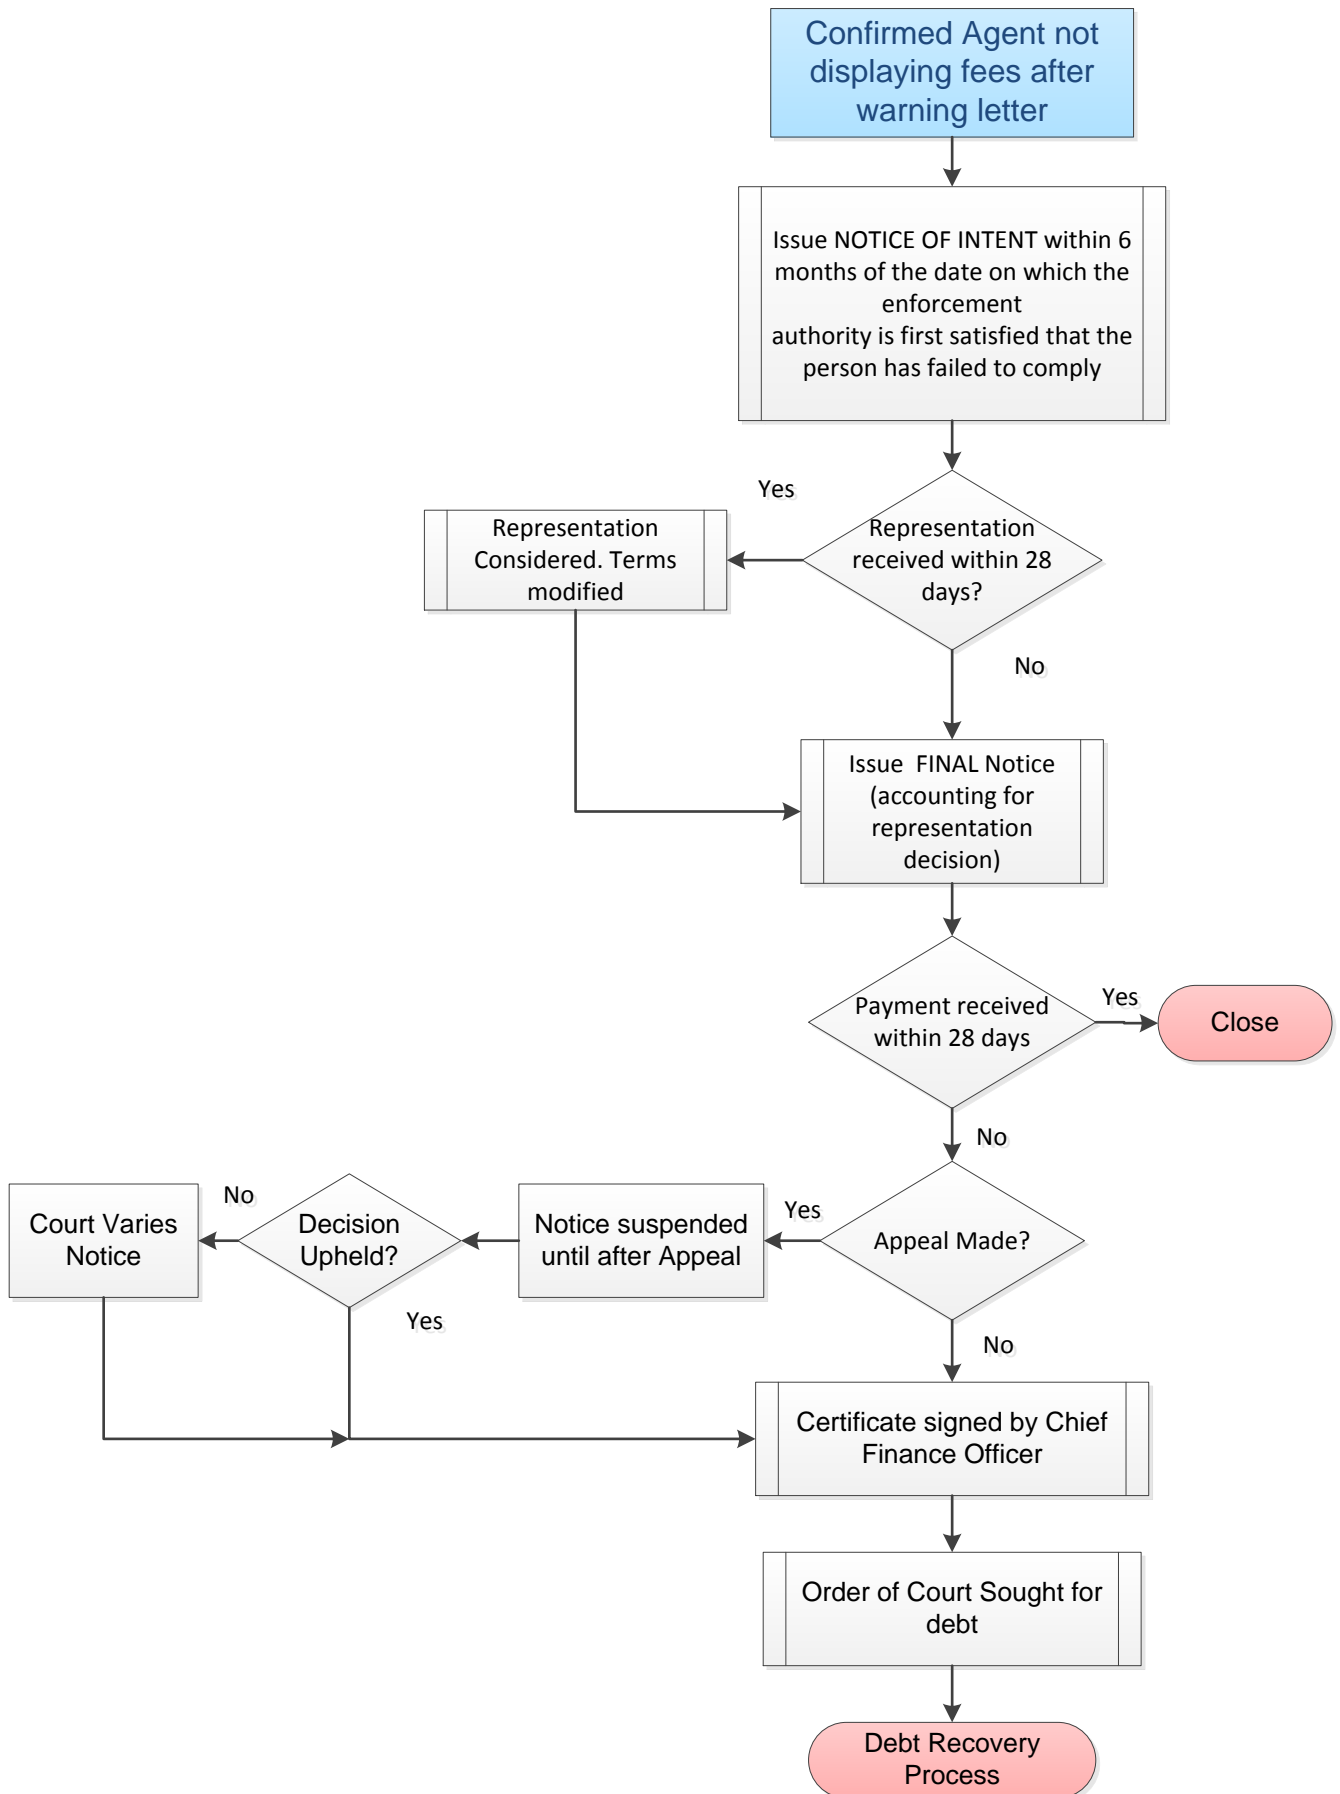 Confirmed Agent not
displaying fees after
warning letter
Issue NOTICE OF INTENT within 6
months of the date on which the
enforcement
authority is first satisfied that the
person has failed to comply
Yes
Representation
Considered. Terms
modified
Representation
received within 28
days?
No
Issue FINAL Notice
(accounting for
representation
decision)
Payment received
within 28 days
Yes
Close
No
Court Varies
Notice
No
Decision
Upheld?
Yes
Notice suspended
until after Appeal
Yes
Appeal Made?
No
Certificate signed by Chief
Finance Officer
Order of Court Sought for
debt
Debt Recovery
Process